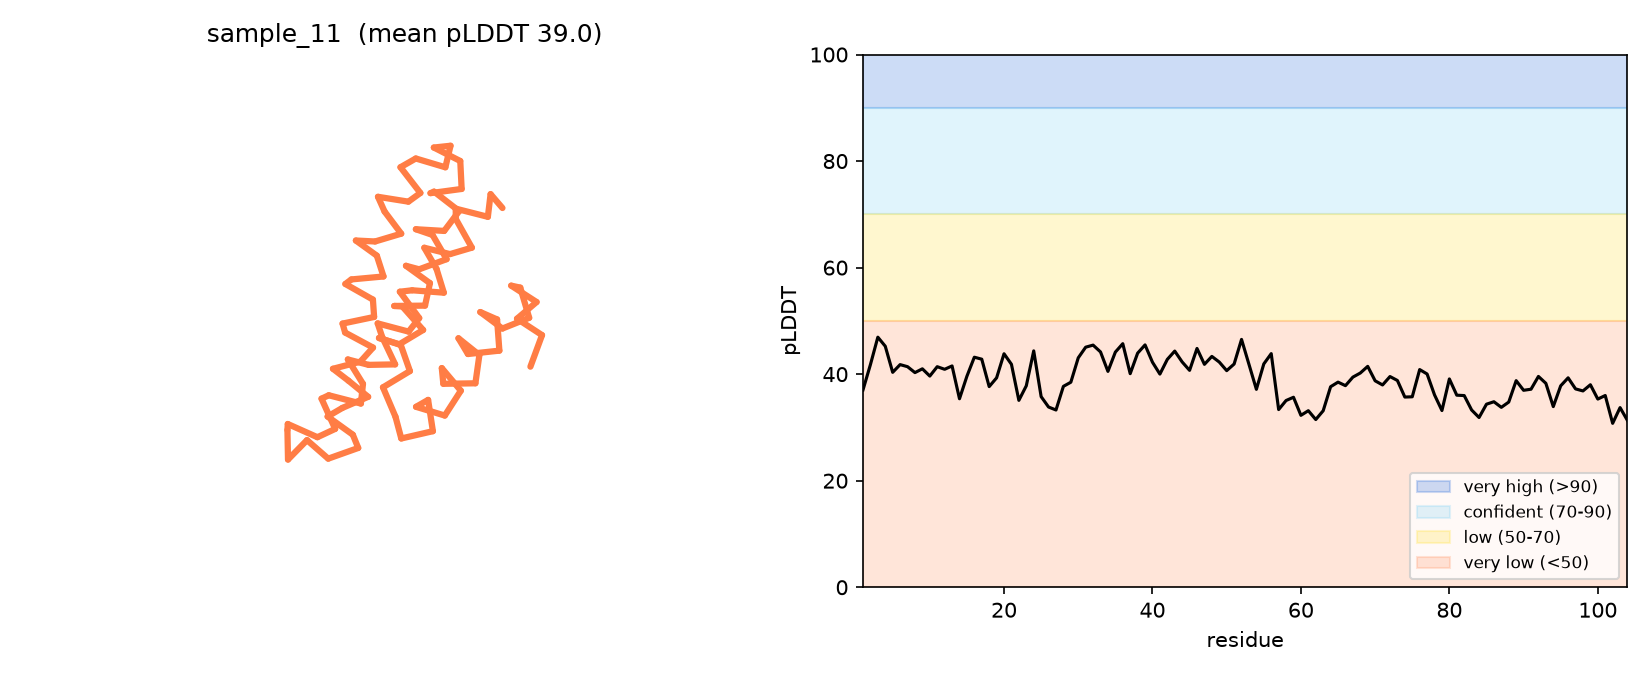 sample_11  (mean pLDDT 39.0)
100
80
60
40
20
0
pLDDT
20
40
60
80
100
residue
very high (>90)
confident (70-90)
low (50-70)
very low (<50)